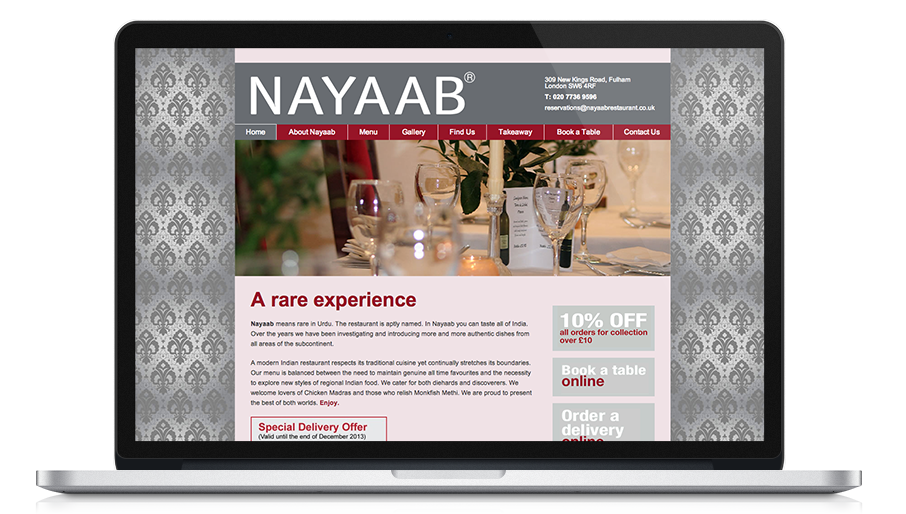 NAYAAB®
309 New Kings Road, Fulham
London SW6 4RF
T: 020 7736 9596
reservations@nayaabrestaurant.co.uk
Home About Nayaab Menu Gallery Find Us Takeaway Book a Table Contact Us
A rare experience
Nayaab means rare in Urdu. The restaurant is aptly named. In Nayaab you can taste all of India.
Over the years we have been investigating and introducing more and more authentic dishes from
all areas of the subcontinent.
A modern Indian restaurant respects its traditional cuisine yet continually stretches its boundaries.
Our menu is balanced between the need to maintain genuine all time favourites and the necessity
to explore new styles of regional Indian food. We cater for both diehards and discoverers. We
welcome lovers of Chicken Madras and those who relish Monkfish Methi. We are proud to present
the best of both worlds. Enjoy.
Special Delivery Offer
(Valid until the end of December 2013)
10% OFF
all orders for collection
over £10
Book a table
online
Order a
delivery
online